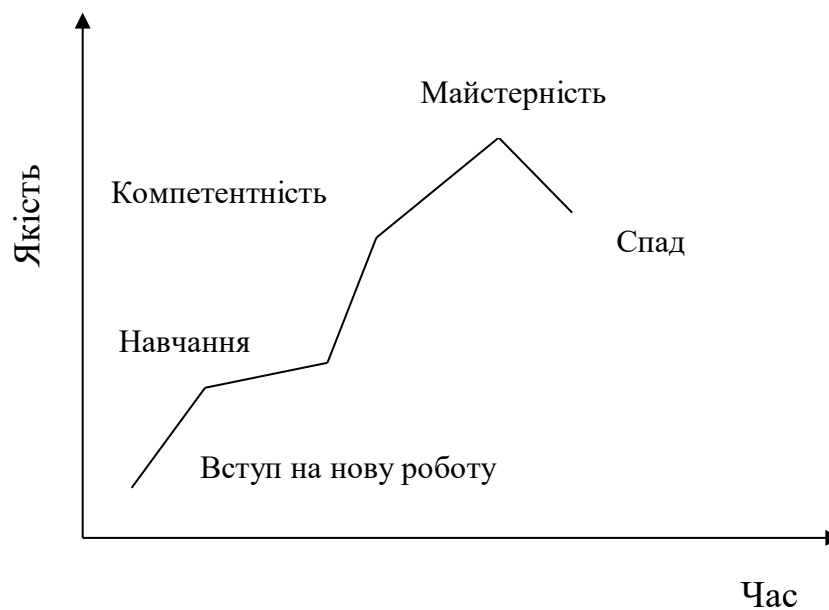 Майстерність
Якість
Компетентність
Спад
Навчання
Вступ на нову роботу
Час